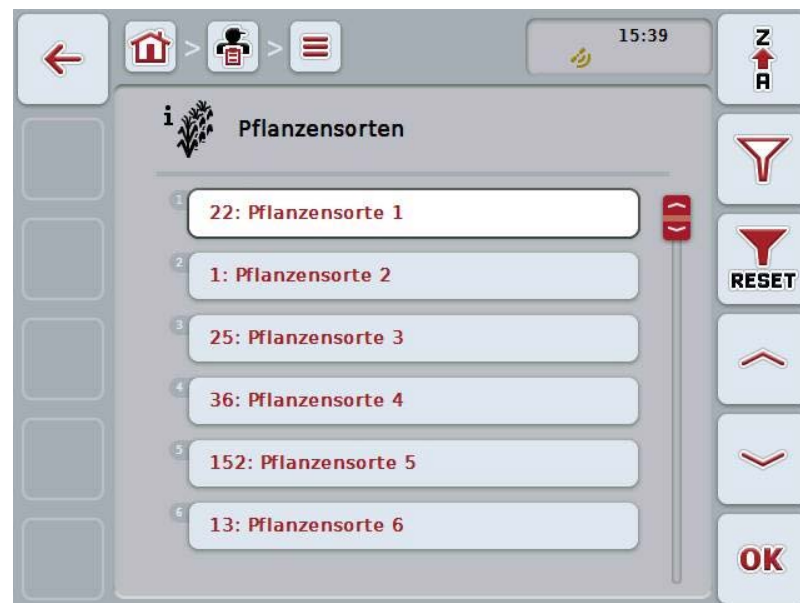 15:39
Z
A
i
Pflanzensorten
1
22: Pflanzensorte 1
2
1: Pflanzensorte 2
RESET
3
25: Pflanzensorte 3
4
36: Pflanzensorte 4
5
152: Pflanzensorte 5
6
13: Pflanzensorte 6
OK